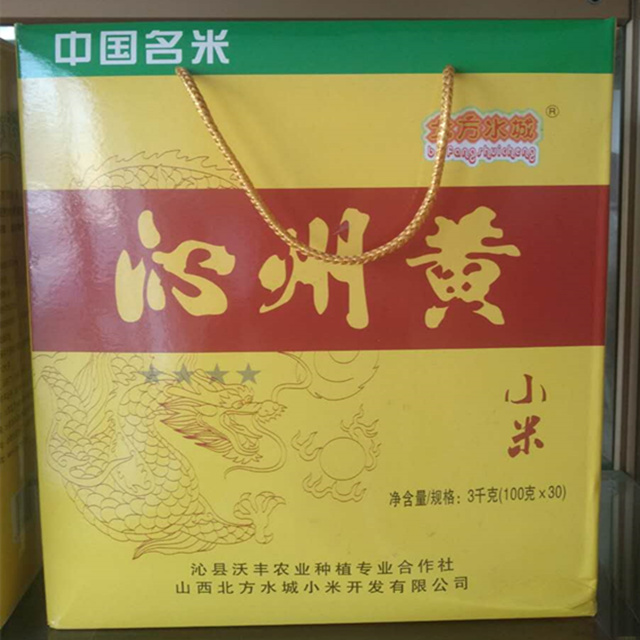 中国名米
北方水城®
beifangshuicheng
沁州黄
小米
净含量/规格：3千克(100克×30)
沁县沃丰农业种植专业合作社
山西北方水城小米开发有限公司